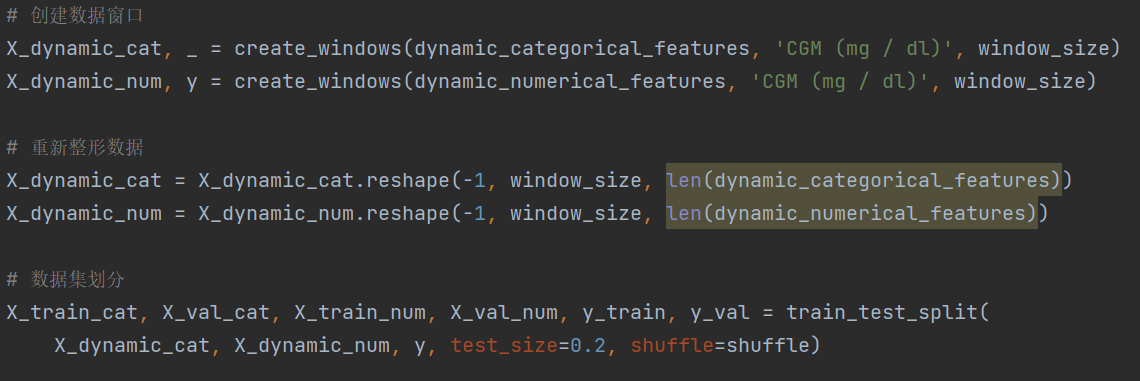 # 创建数据窗口
X_dynamic_cat, _ = create_windows(dynamic_categorical_features, 'CGM (mg / dl)', window_size)
X_dynamic_num, y = create_windows(dynamic_numerical_features, 'CGM (mg / dl)', window_size)
# 重新整形数据
X_dynamic_cat = X_dynamic_cat.reshape(-1, window_size, len(dynamic_categorical_features))
X_dynamic_num = X_dynamic_num.reshape(-1, window_size, len(dynamic_numerical_features))
# 数据集划分
X_train_cat, X_val_cat, X_train_num, X_val_num, y_train, y_val = train_test_split(
    X_dynamic_cat, X_dynamic_num, y, test_size=0.2, shuffle=shuffle)